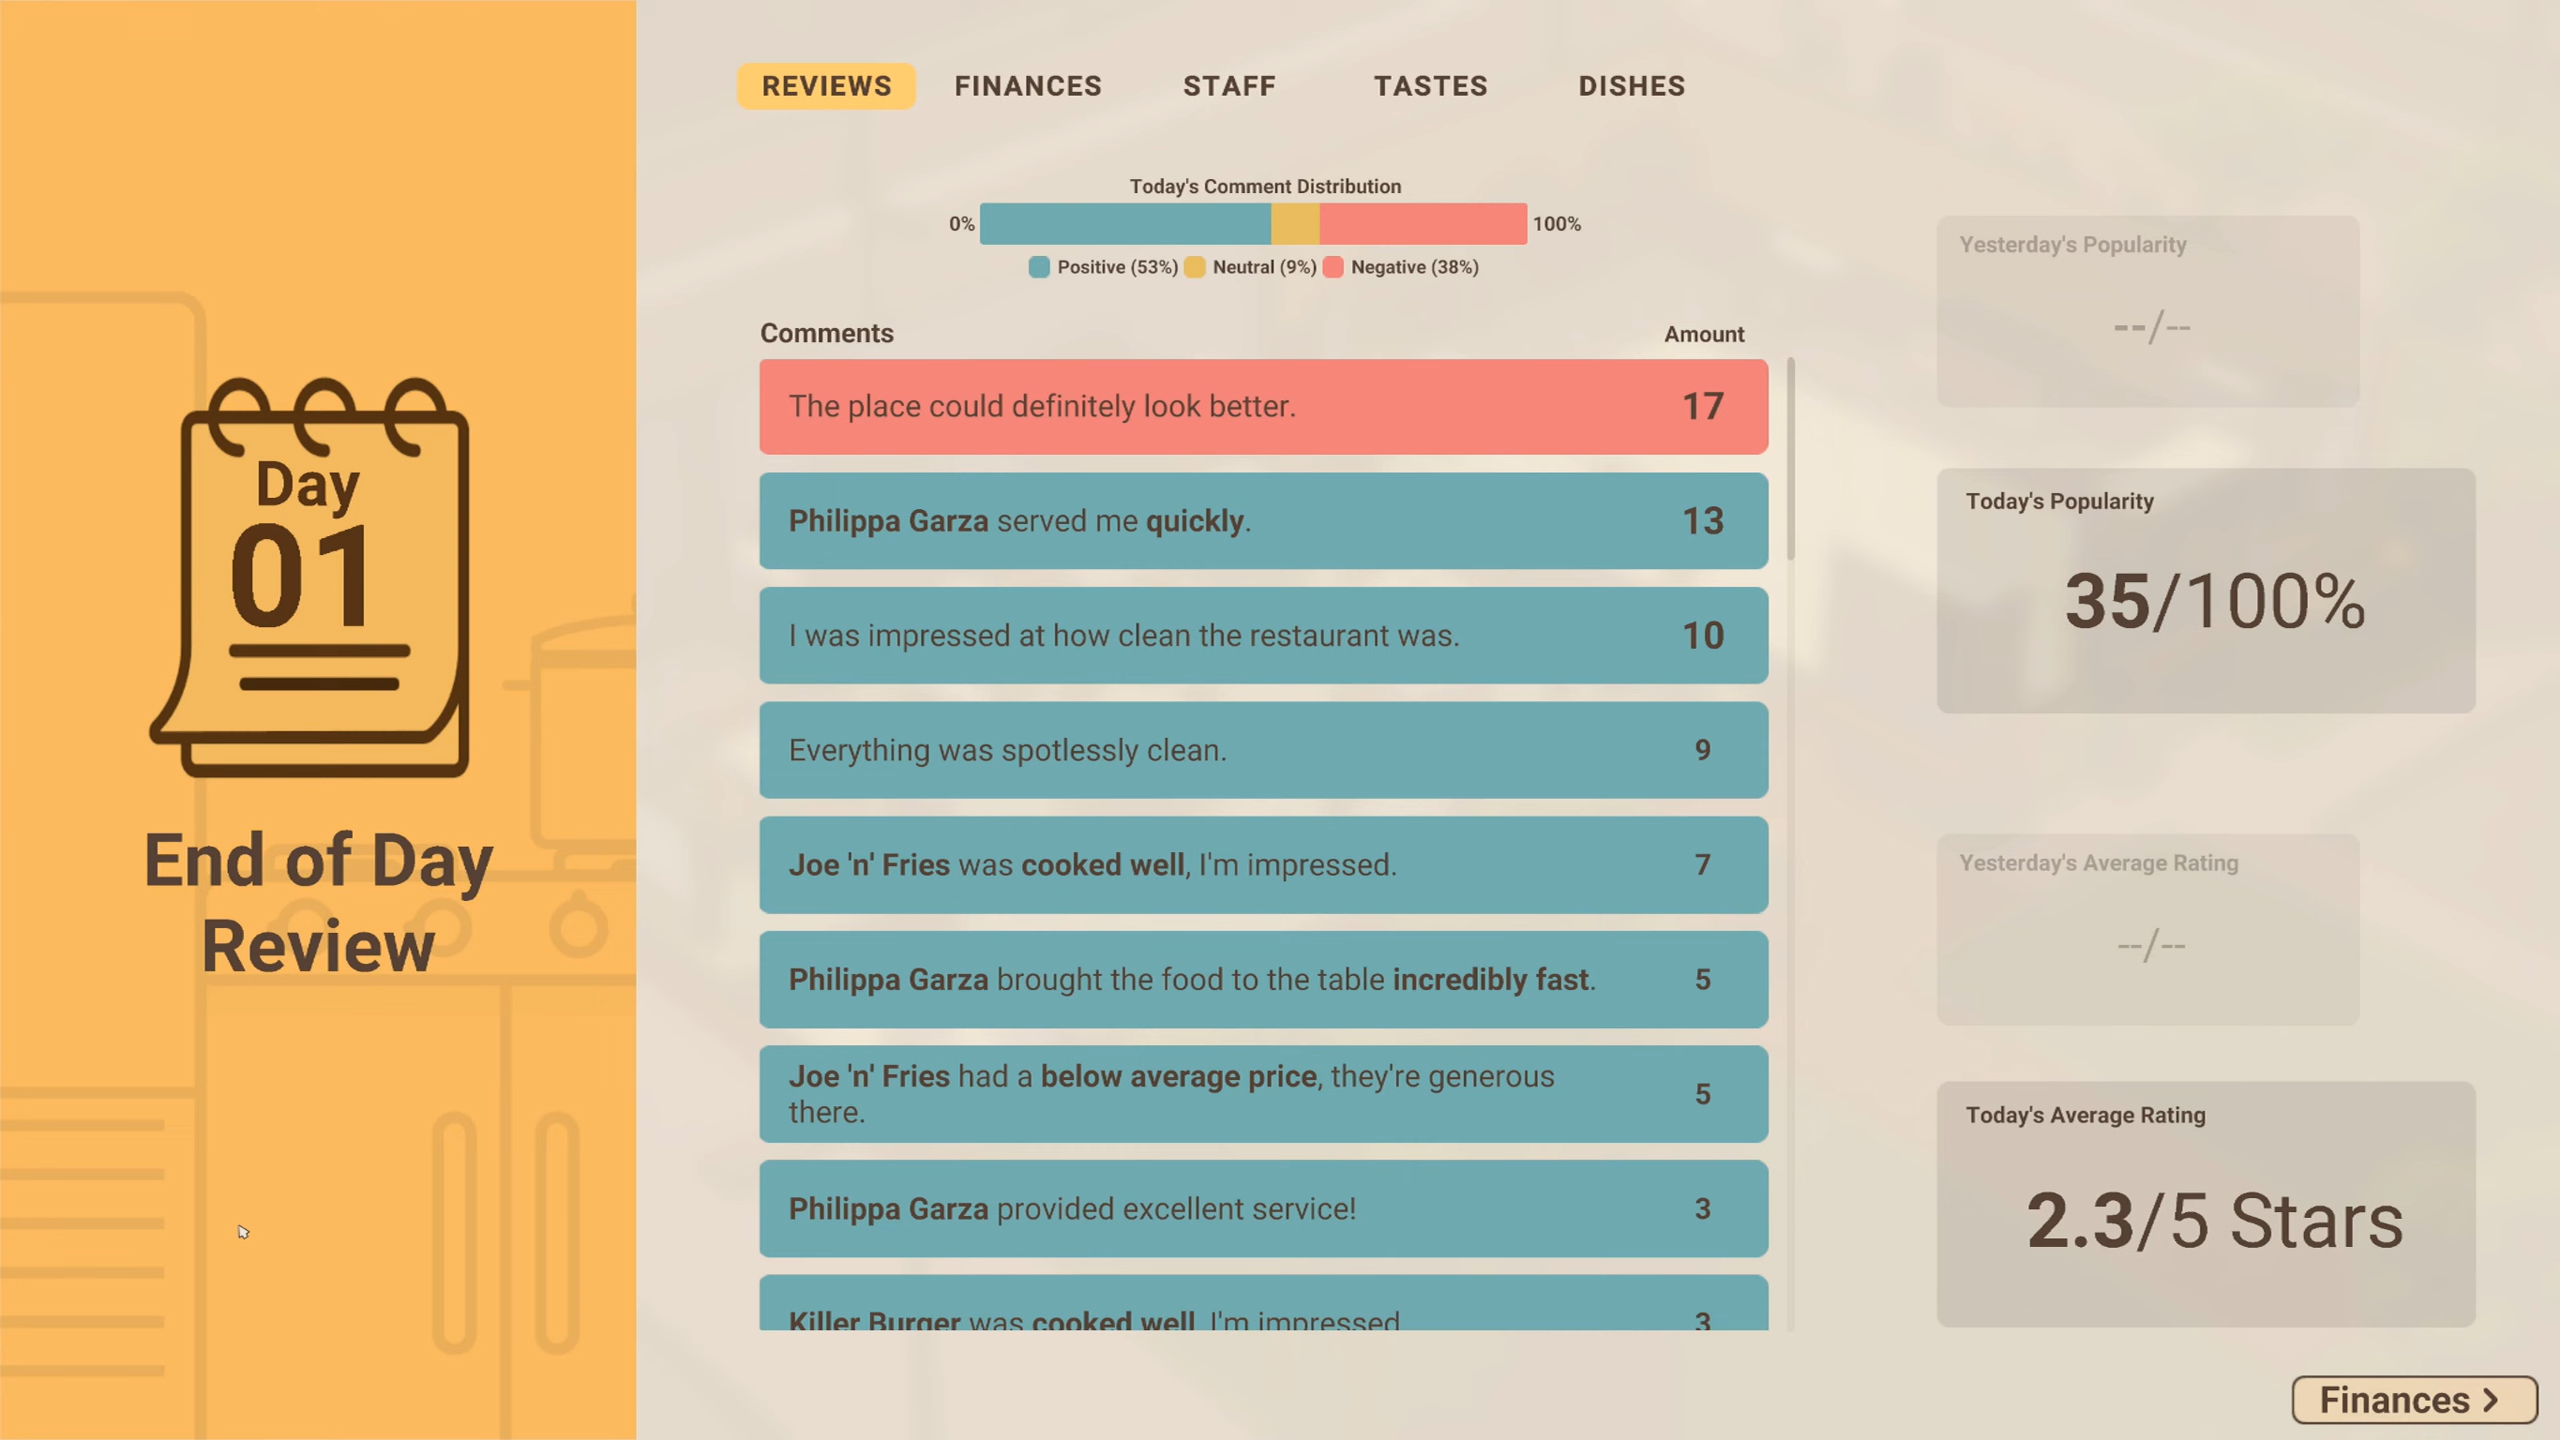 REVIEWS FINANCES STAFF TASTES DISHES
Today's Comment Distribution
0% 100%
Positive (53%) Neutral (9%) Negative (38%)
Comments Amount
The place could definitely look better. 17
Philippa Garza served me quickly. 13
I was impressed at how clean the restaurant was. 10
Everything was spotlessly clean. 9
Joe 'n' Fries was cooked well, I'm impressed. 7
Philippa Garza brought the food to the table incredibly fast. 5
Joe 'n' Fries had a below average price, they're generous
there. 5
Philippa Garza provided excellent service! 3
Killer Burger was cooked well, I'm impressed. 3
Day
01
End of Day
Review
Yesterday's Popularity
--/--
Today's Popularity
35/100%
Yesterday's Average Rating
--/--
Today's Average Rating
2.3/5 Stars
Finances >